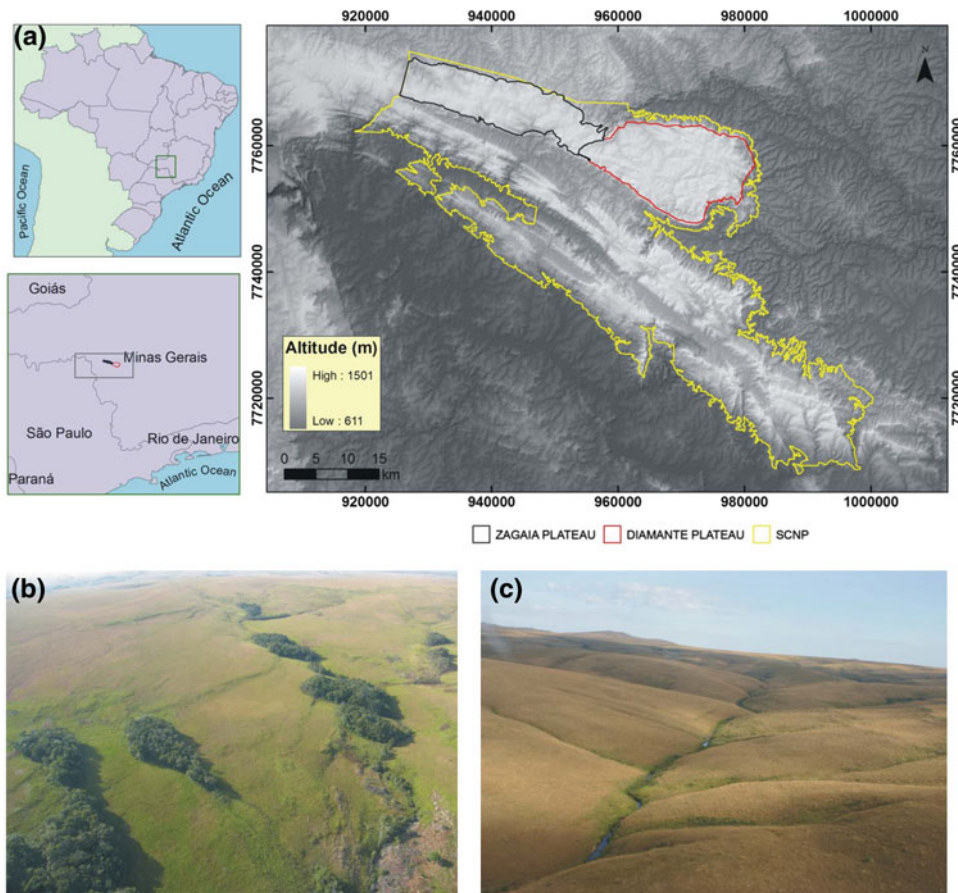 (a)
Pacific Ocean
Atlantic Ocean
Goiás
Minas Gerais
São Paulo
Rio de Janeiro
Paraná
Atlantic Ocean
920000 940000 960000 980000 1000000
7760000
7740000
7720000
N
7760000
7740000
7720000
Altitude (m)
High : 1501
Low : 611
0 5 10 15
km
920000 940000 960000 980000 1000000
ZAGAIA PLATEAU DIAMANTE PLATEAU SCNP
(b)
(c)